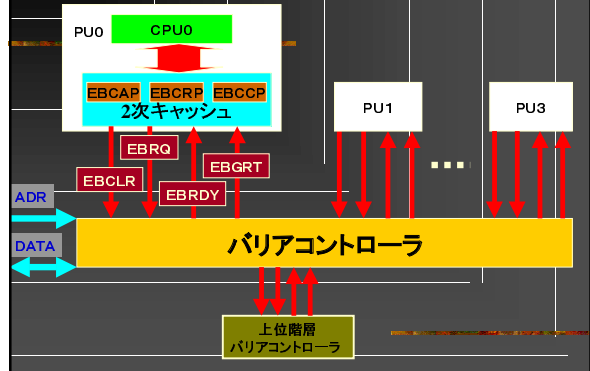 PU0
CPU0
EBCAP
EBCRP
EBCCP
2次キャッシュ
PU1
PU3
EBRQ
EBGRT
EBCLR
EBRDY
ADR
DATA
バリアコントローラ
上位階層
バリアコントローラ